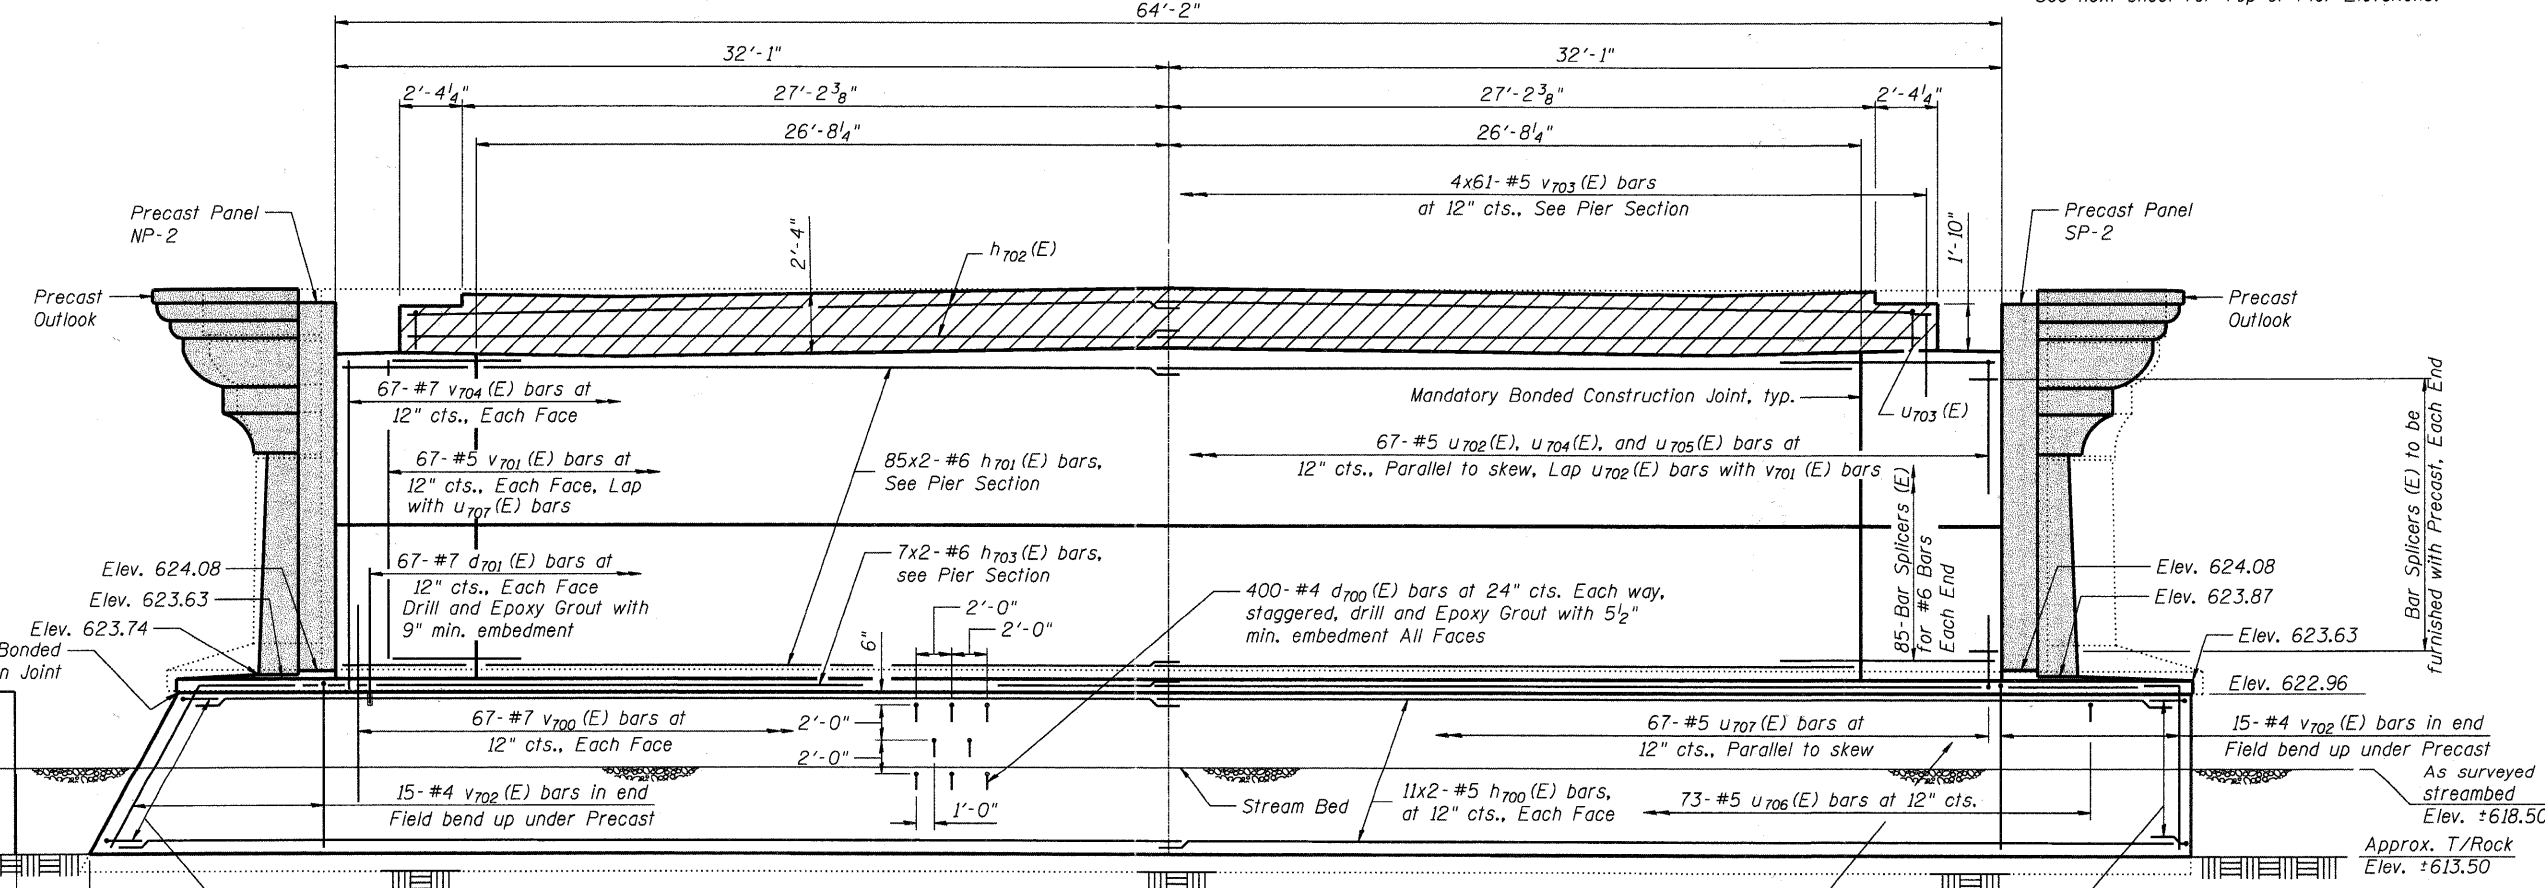 64'-2"
32'-1"
32'-1"
2'-4¼"
27'-2⅜"
27'-2⅜"
2'-4¼"
26'-8¼"
26'-8¼"
4x61-#5 v703(E) bars
at 12" cts., See Pier Section
Precast Panel
NP-2
Precast Panel
SP-2
2'-4"
h702(E)
1'-10"
Precast
Outlook
Precast
Outlook
67-#7 v704(E) bars at
12" cts., Each Face
Mandatory Bonded Construction Joint, typ.
u703(E)
67-#5 v701(E) bars at
12" cts., Each Face, Lap
with u707(E) bars
85x2-#6 h701(E) bars,
See Pier Section
67-#5 u702(E), u704(E), and u705(E) bars at
12" cts., Parallel to skew, Lap u702(E) bars with v701(E) bars
85-Bar Splicers (E)
for #6 Bars
Each End
Bar Splicers (E) to be
furnished with Precast, Each End
67-#7 d701(E) bars at
12" cts., Each Face
Drill and Epoxy Grout with
9" min. embedment
7x2-#6 h703(E) bars,
see Pier Section
400-#4 d700(E) bars at 24" cts. Each way,
staggered, drill and Epoxy Grout with 5½"
min. embedment All Faces
Elev. 624.08
Elev. 623.63
Elev. 623.74
Bonded
Joint
2'-0"
2'-0"
6"
Elev. 624.08
Elev. 623.87
Elev. 623.63
Elev. 622.96
67-#7 v700(E) bars at
12" cts., Each Face
2'-0"
2'-0"
67-#5 u707(E) bars at
12" cts., Parallel to skew
15-#4 v702(E) bars in end
Field bend up under Precast
15-#4 v702(E) bars in end
Field bend up under Precast
1'-0"
Stream Bed
11x2-#5 h700(E) bars,
at 12" cts., Each Face
73-#5 u706(E) bars at 12" cts.
As surveyed
streambed
Elev. ±618.50
Approx. T/Rock
Elev. ±613.50